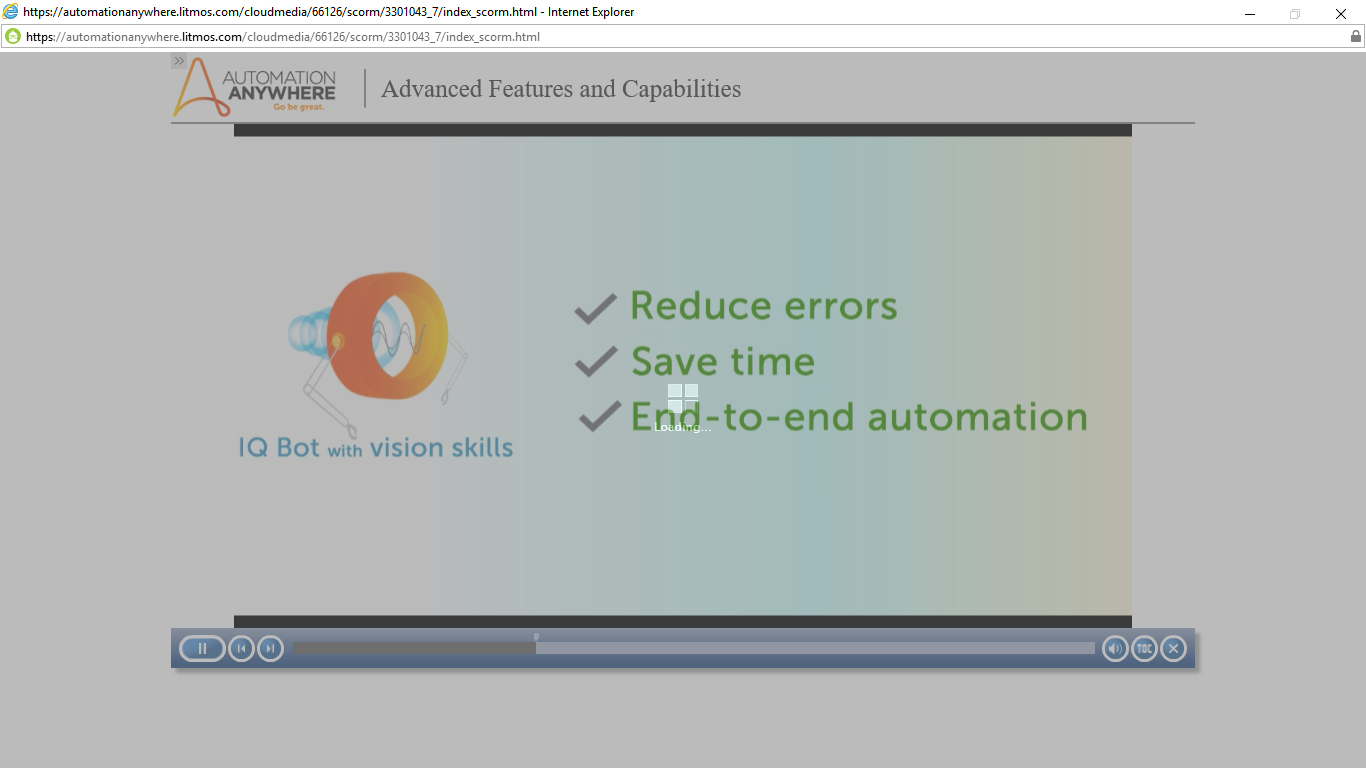 https://automationanywhere.litmos.com/cloudmedia/66126/scorm/3301043_7/index_scorm.html - Internet Explorer
https://automationanywhere.litmos.com/cloudmedia/66126/scorm/3301043_7/index_scorm.html
»
AUTOMATION
ANYWHERE
Go be great.
Advanced Features and Capabilities
Reduce errors
Save time
End-to-end automation
Loading...
IQ Bot with vision skills
TOC